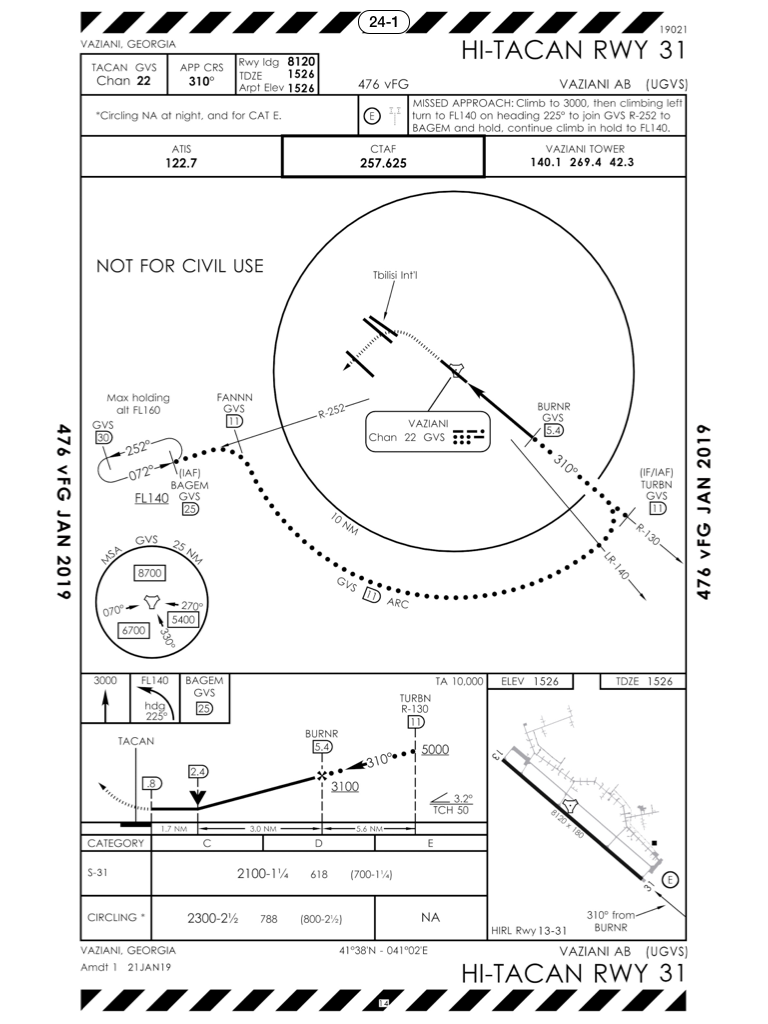 24-1
19021
VAZIANI, GEORGIA
HI-TACAN RWY 31
TACAN GVS
Chan 22
APP CRS
310°
Rwy ldg 8120
TDZE 1526
Arpt Elev 1526
476 vFG
VAZIANI AB (UGVS)
*Circling NA at night, and for CAT E.
E
MISSED APPROACH: Climb to 3000, then climbing left
turn to FL140 on heading 225° to join GVS R-252 to
BAGEM and hold, continue climb in hold to FL140.
ATIS
122.7
CTAF
257.625
VAZIANI TOWER
140.1 269.4 42.3
NOT FOR CIVIL USE
Tbilisi Int'l
Max holding
alt FL160
GVS
30
252°
072°
FL140
(IAF)
BAGEM
GVS
25
FANNN
GVS
11
R-252
VAZIANI
Chan 22 GVS
BURNR
GVS
5.4
310°
(IF/IAF)
TURBN
GVS
11
R-130
LR-140
10 NM
GVS 11 ARC
476 vFG JAN 2019
476 vFG JAN 2019
MSA GVS 25 NM
8700
070°
270°
5400
6700
330°
3000
FL140
hdg
225°
BAGEM
GVS
25
TA 10,000
TURBN
R-130
11
BURNR
5.4
310°
5000
3100
TACAN
.8
2.4
3.2°
TCH 50
1.7 NM
3.0 NM
5.6 NM
ELEV 1526
TDZE 1526
13
8120 x 180
31
E
310° from
BURNR
HIRL Rwy 13-31
CATEGORY C D E
S-31 2100-1¼ 618 (700-1¼)
CIRCLING * 2300-2½ 788 (800-2½) NA
VAZIANI, GEORGIA
41°38'N - 041°02'E
VAZIANI AB (UGVS)
Amdt 1 21JAN19
HI-TACAN RWY 31
14